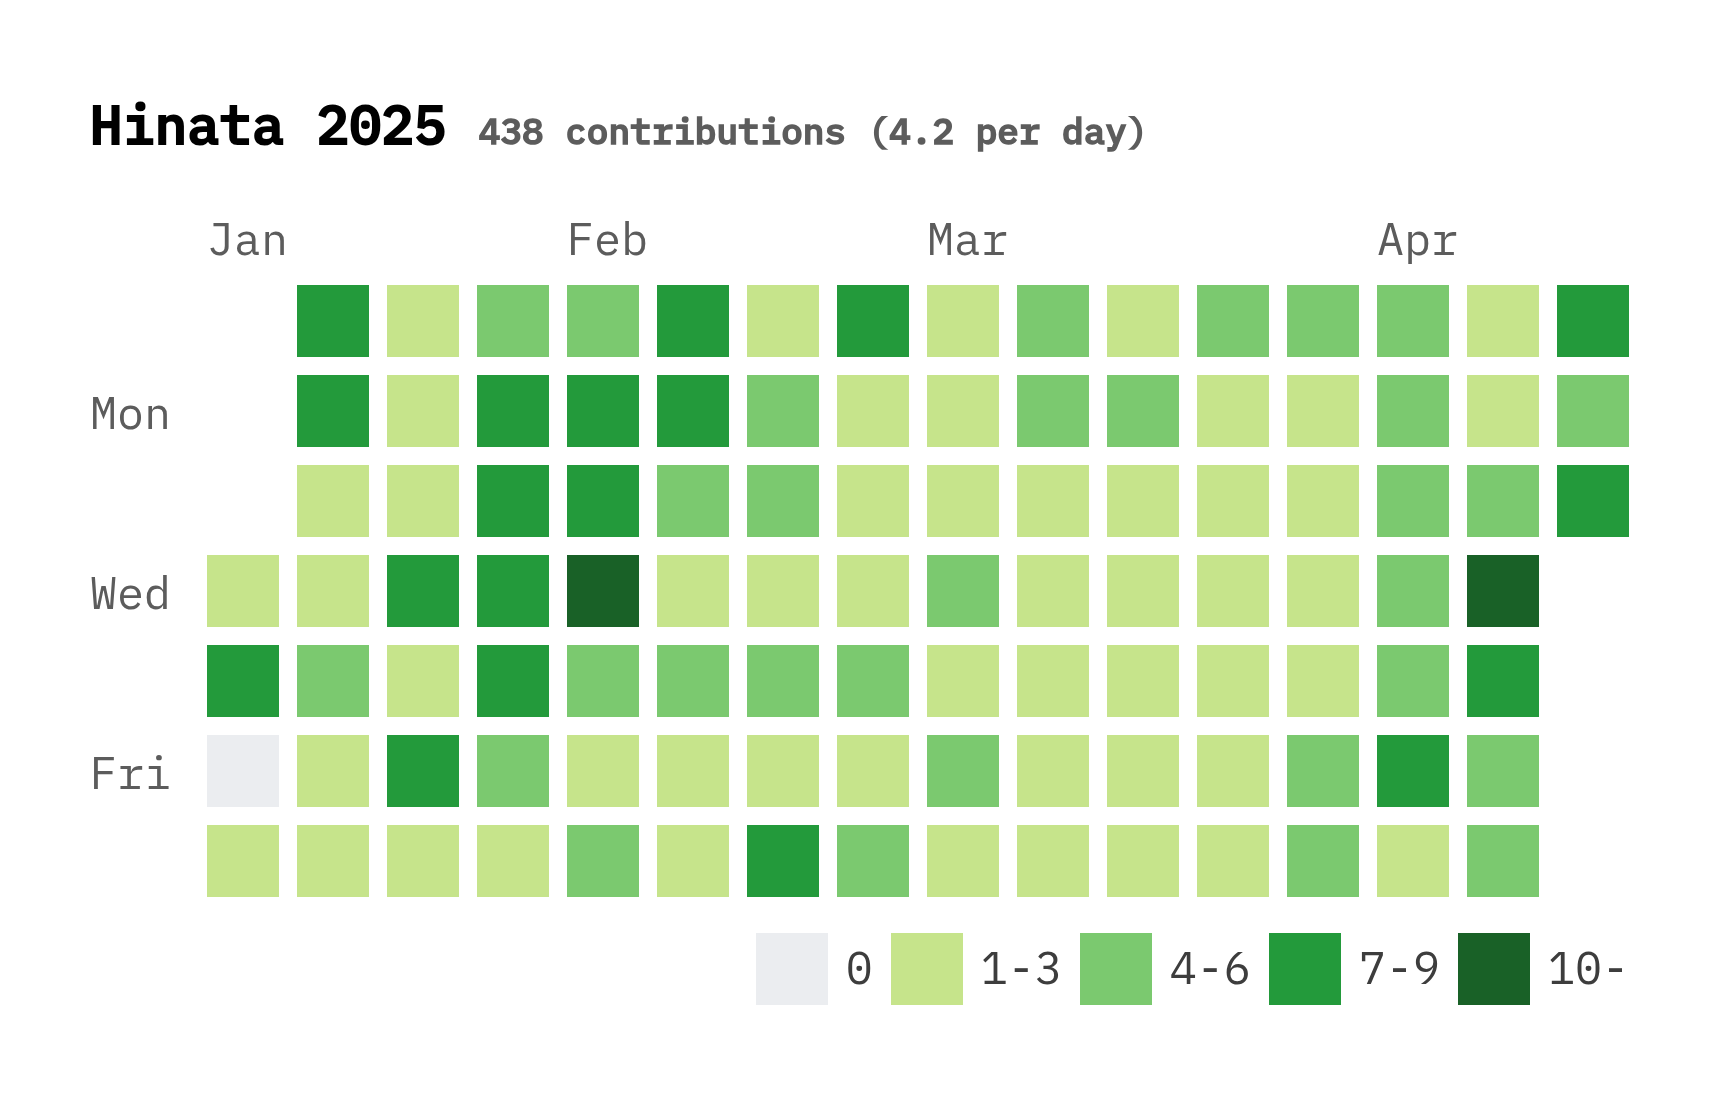 Hinata 2025 438 contributions (4.2 per day)
Jan Feb Mar Apr
Mon
Wed
Fri
0 1-3 4-6 7-9 10-